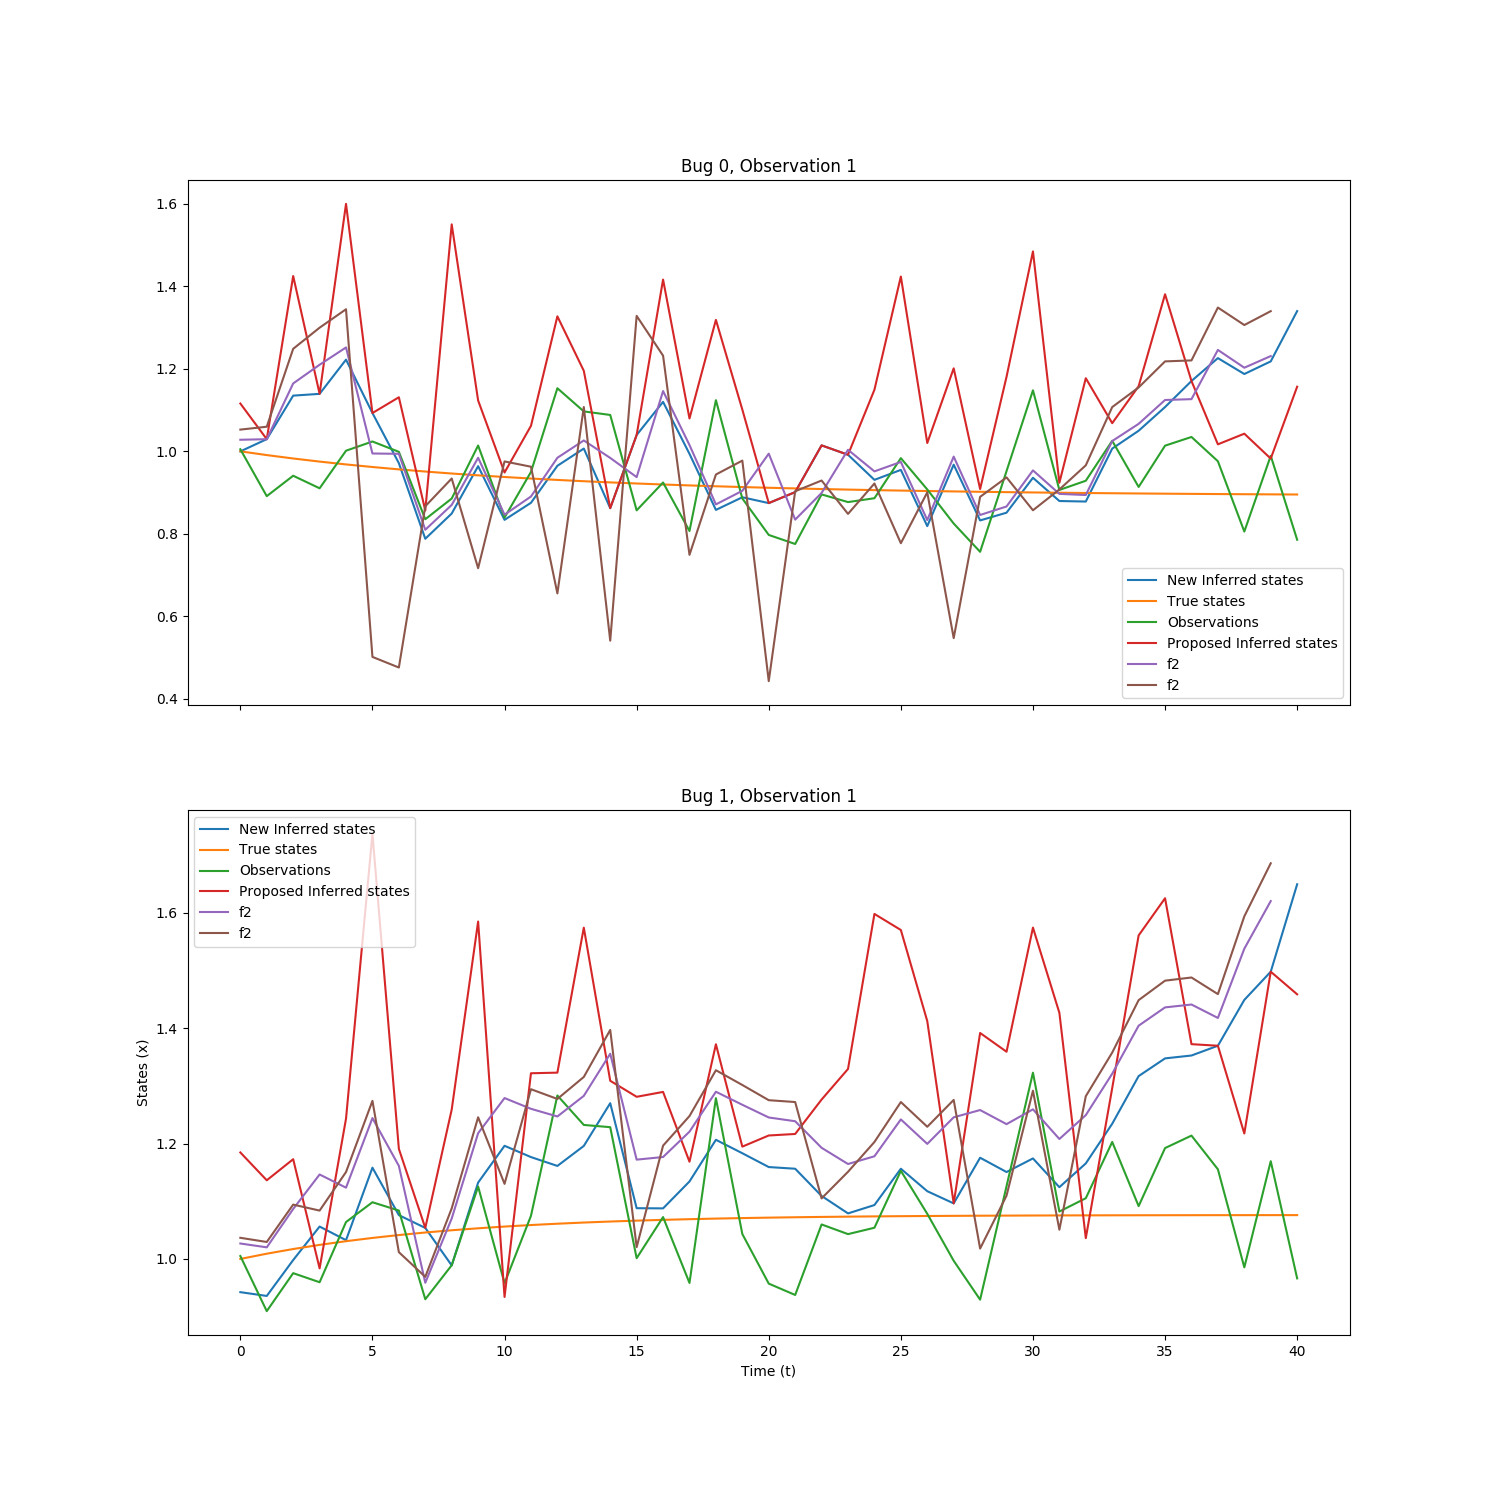 Bug 0, Observation 1
1.6
1.4
1.2
1.0
0.8
0.6
0.4
New Inferred states
True states
Observations
Proposed Inferred states
f2
f2
Bug 1, Observation 1
New Inferred states
True states
Observations
Proposed Inferred states
f2
f2
1.6
1.4
1.2
1.0
States (x)
0 5 10 15 20 25 30 35 40
Time (t)